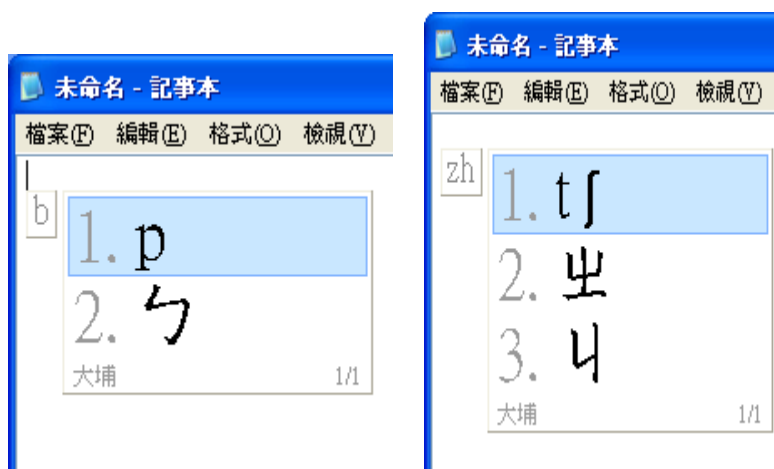 未命名 - 記事本
檔案(F) 編輯(E) 格式(O) 檢視(V)
b
1. p
2. ㄅ
大埔 1/1
未命名 - 記事本
檔案(F) 編輯(E) 格式(O) 檢視(V)
zh
1. tʃ
2. ㄓ
3. ㄐ
大埔 1/1